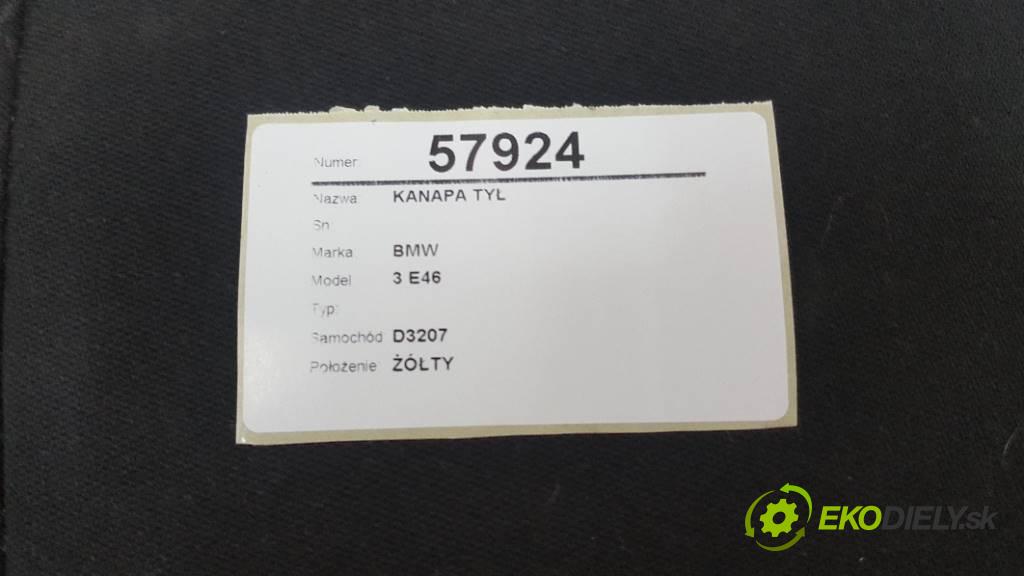 Numer: 57924
Nazwa: KANAPA TYŁ
Sn:
Marka BMW
Model 3 E46
Typ:
Samochód D3207
Położenie: ŻÓŁTY
EKODIELY.sk